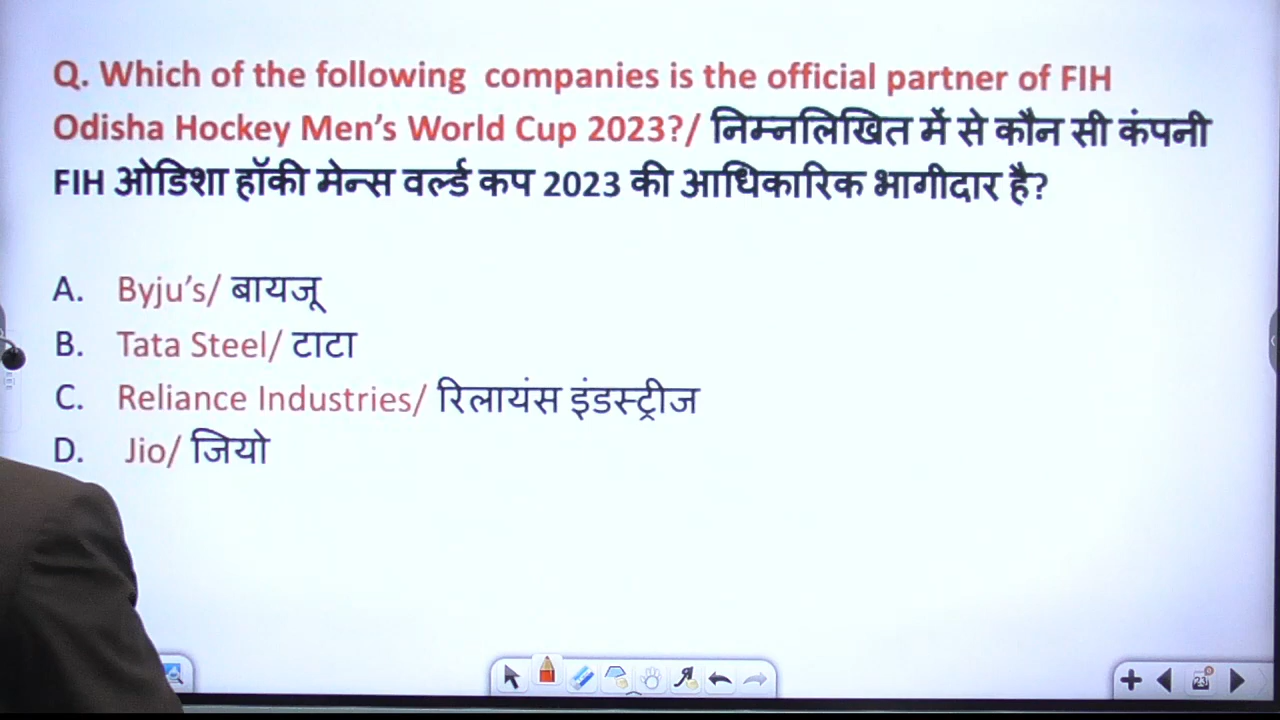 Q. Which of the following companies is the official partner of FIH
Odisha Hockey Men's World Cup 2023?/ निम्नलिखित में से कौन सी कंपनी
FIH ओडिशा हॉकी मेन्स वर्ल्ड कप 2023 की आधिकारिक भागीदार है?
A. Byju's/ बायजू
B. Tata Steel/ टाटा
C. Reliance Industries/ रिलायंस इंडस्ट्रीज
D. Jio/ जियो
23